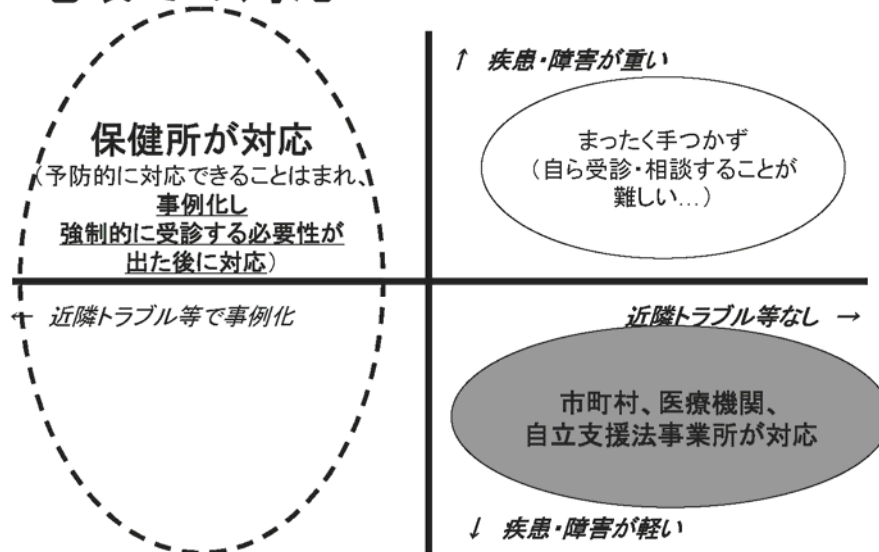 ↑ 疾患・障害が重い
保健所が対応
(予防的に対応できることはまれ、
事例化し
強制的に受診する必要性が
出た後に対応)
まったく手つかず
(自ら受診・相談することが
難しい…)
← 近隣トラブル等で事例化
近隣トラブル等なし →
市町村、医療機関、
自立支援法事業所が対応
↓ 疾患・障害が軽い